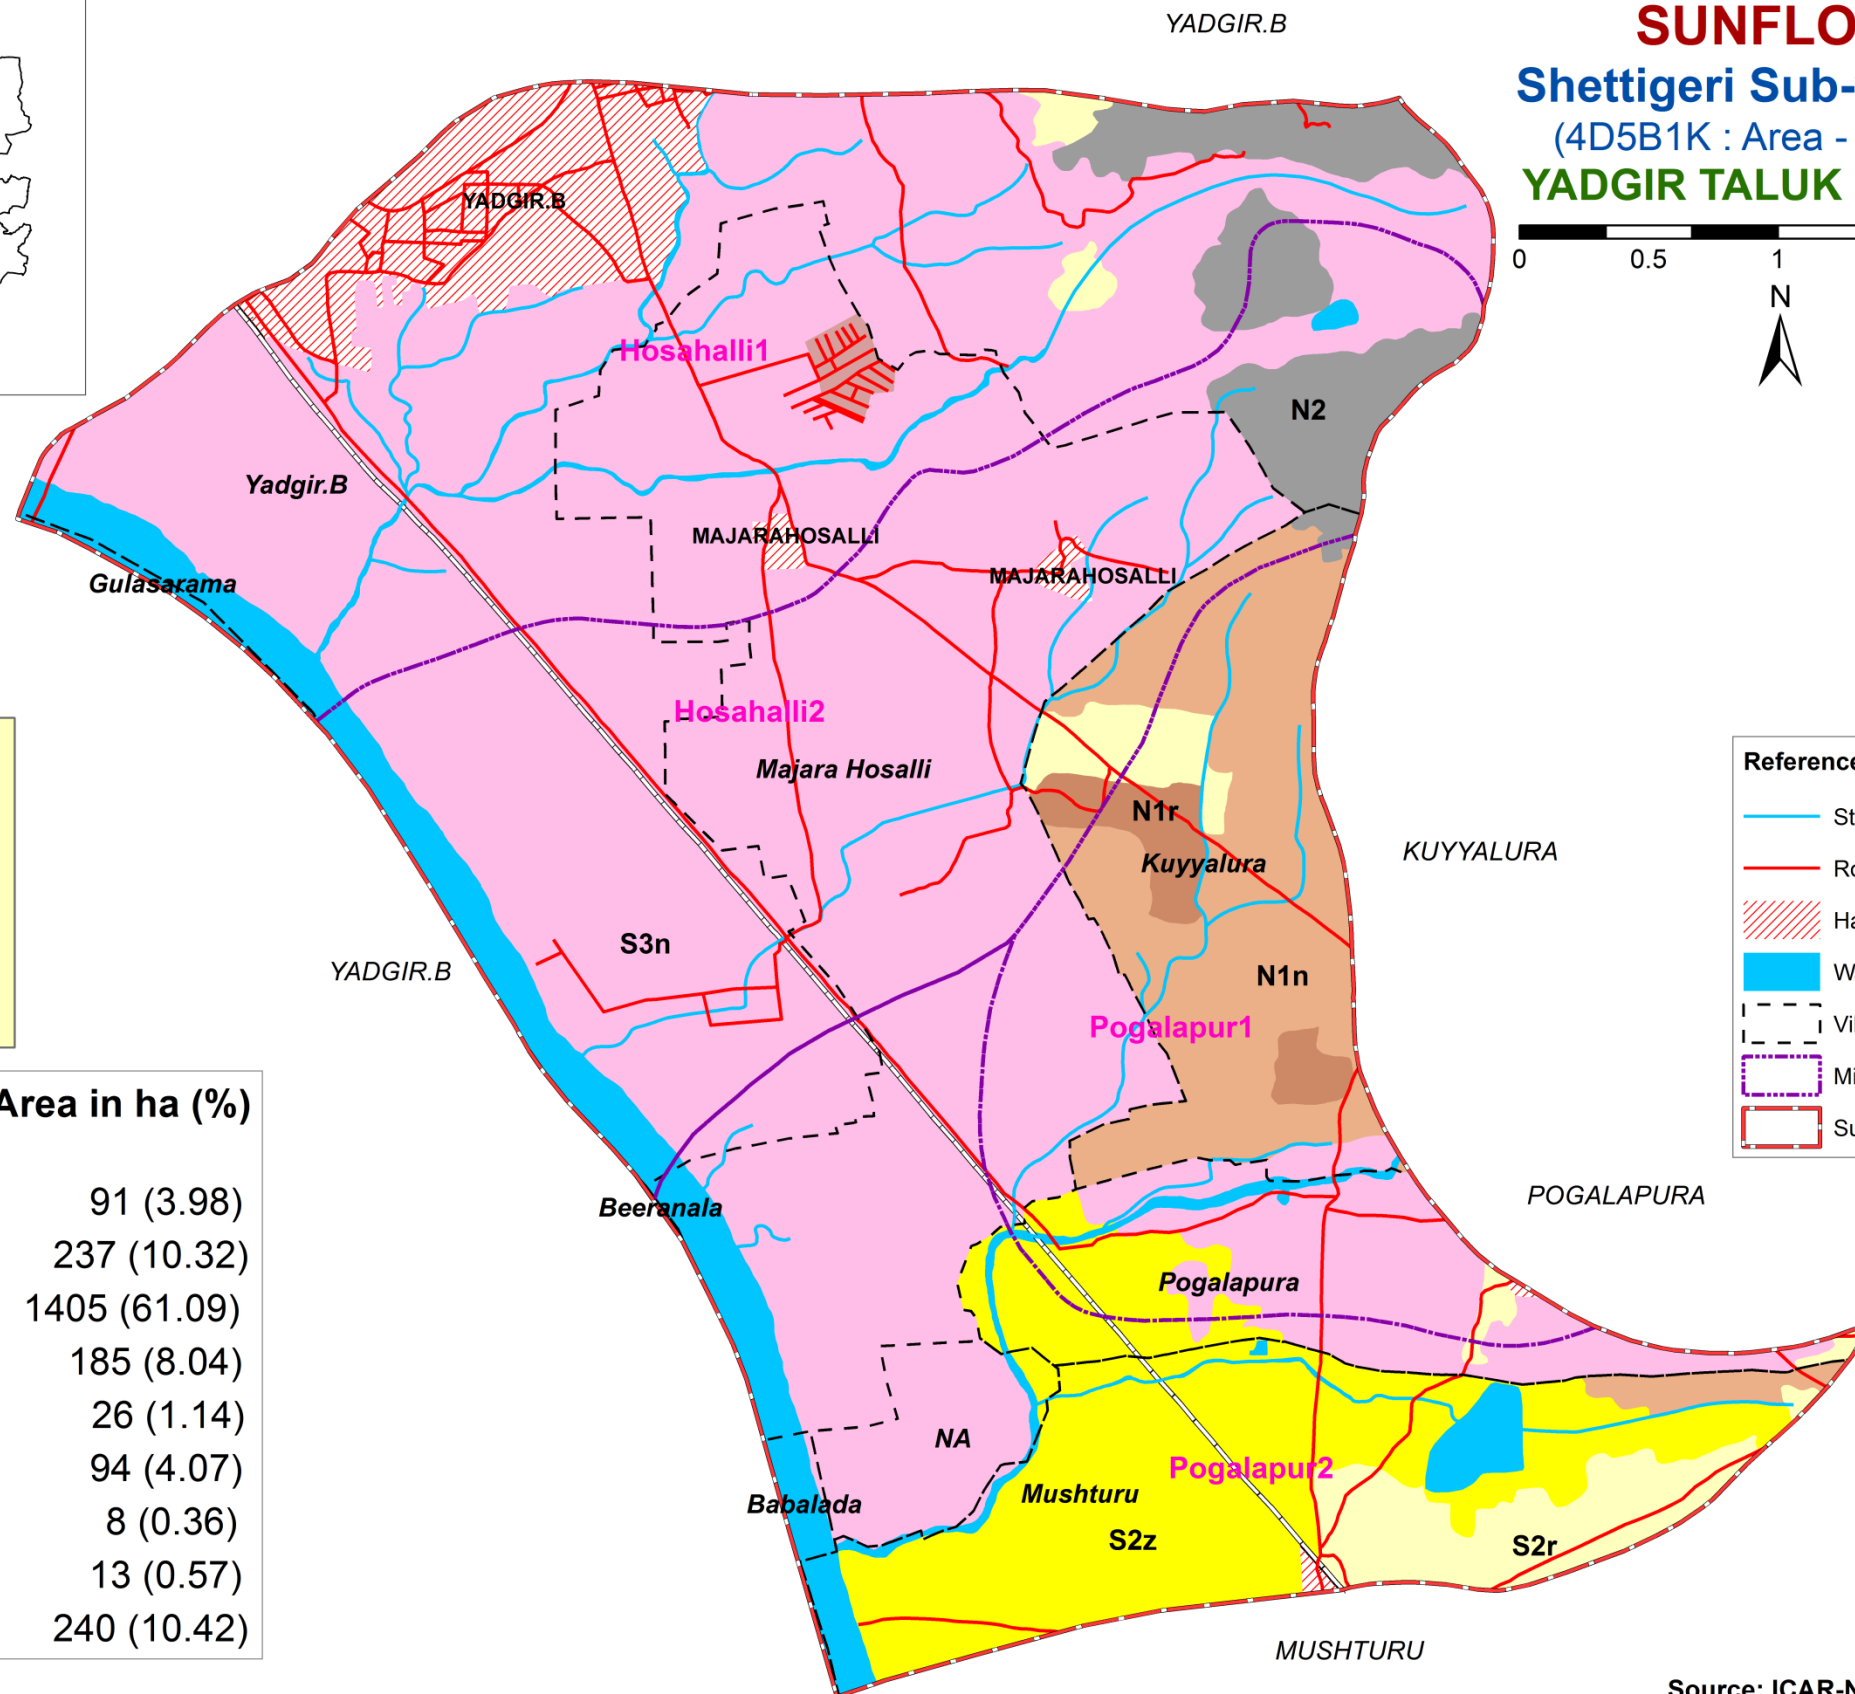 YADGIR.B
SUNFLO
Shettigeri Sub-
(4D5B1K : Area -
YADGIR TALUK
0 0.5 1
N
YADGIR.B
Hosahalli1
N2
Yadgir.B
MAJARAHOSALLI
MAJARAHOSALLI
Gulasarama
Hosahalli2
Majara Hosalli
N1r
Kuyyalura
KUYYALURA
S3n
YADGIR.B
N1n
Pogalapur1
Reference
St
Ro
Ha
W
Vil
Mi
Su
Area in ha (%)
91 (3.98)
237 (10.32)
1405 (61.09)
185 (8.04)
26 (1.14)
94 (4.07)
8 (0.36)
13 (0.57)
240 (10.42)
Beeranala
POGALAPURA
Pogalapura
NA
Pogalapur2
Babalada
Mushturu
S2z
S2r
MUSHTURU
Source: ICAR-N